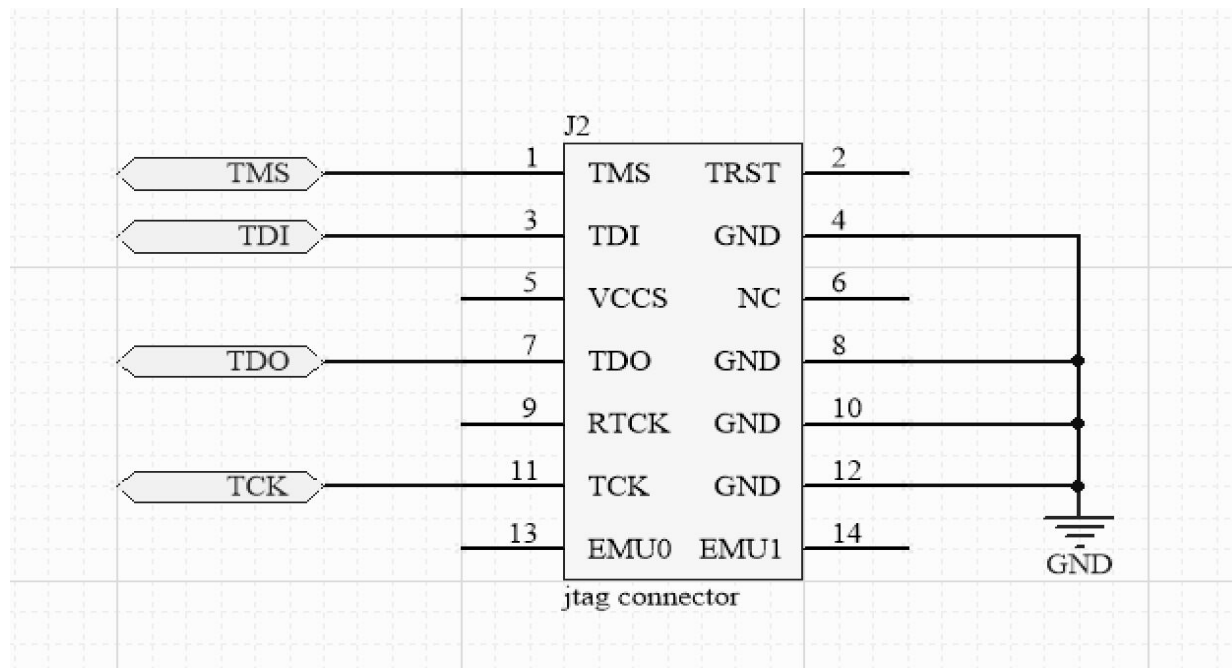 J2
TMS 1 TMS TRST 2
TDI 3 TDI GND 4
5 VCCS NC 6
TDO 7 TDO GND 8
9 RTCK GND 10
TCK 11 TCK GND 12
13 EMU0 EMU1 14
GND
jtag connector